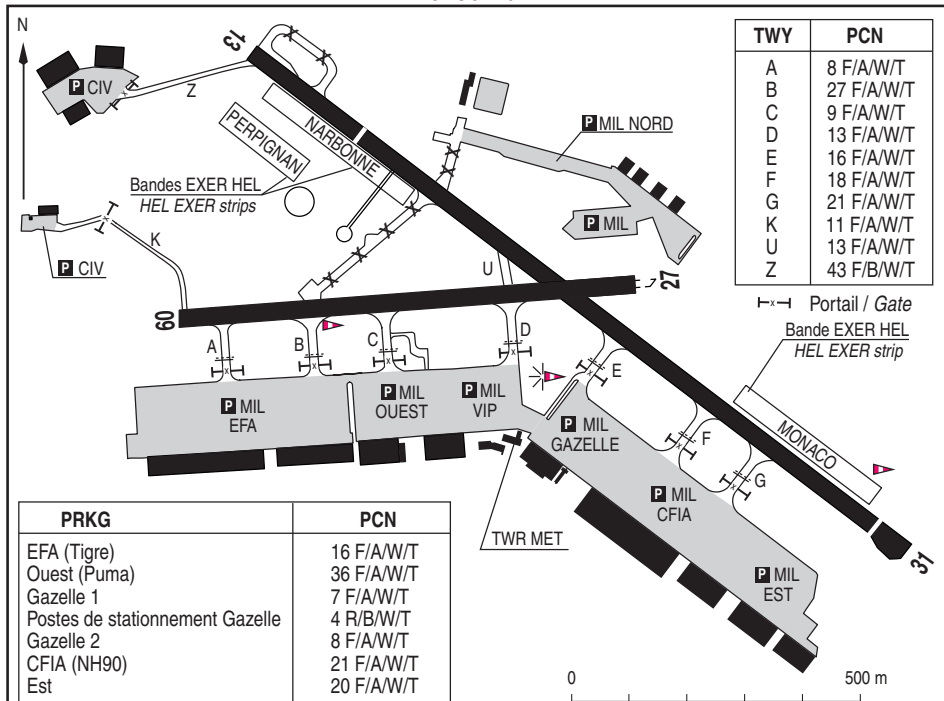 N
13
P CIV
Z
PERPIGNAN
NARBONNE
Bandes EXER HEL
HEL EXER strips
P MIL NORD
P MIL
K
P CIV
U
09
27
A
B
C
D
E
F
G
P MIL
EFA
P MIL
OUEST
P MIL
VIP
P MIL
GAZELLE
P MIL
CFIA
P MIL
EST
TWR MET
MONACO
31
TWY PCN
A 8 F/A/W/T
B 27 F/A/W/T
C 9 F/A/W/T
D 13 F/A/W/T
E 16 F/A/W/T
F 18 F/A/W/T
G 21 F/A/W/T
K 11 F/A/W/T
U 13 F/A/W/T
Z 43 F/B/W/T
Portail / Gate
Bande EXER HEL
HEL EXER strip
PRKG PCN
EFA (Tigre) 16 F/A/W/T
Ouest (Puma) 36 F/A/W/T
Gazelle 1 7 F/A/W/T
Postes de stationnement Gazelle 4 R/B/W/T
Gazelle 2 8 F/A/W/T
CFIA (NH90) 21 F/A/W/T
Est 20 F/A/W/T
0 500 m